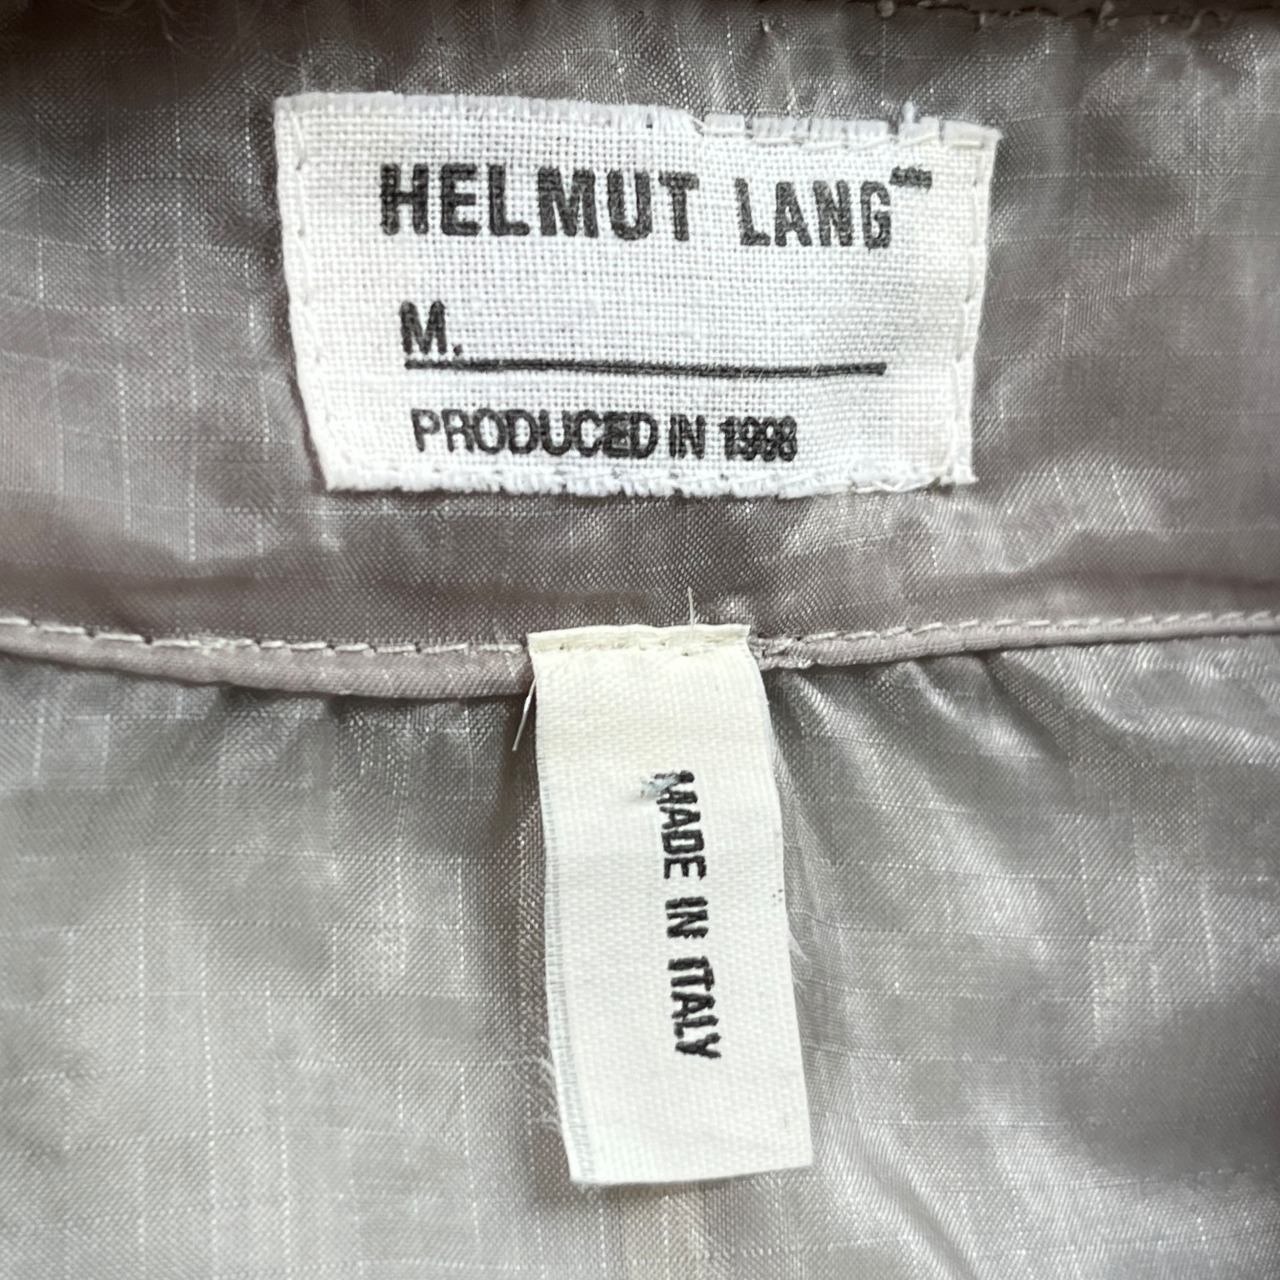 HELMUT LANG
M.
PRODUCED IN 1998
MADE IN ITALY